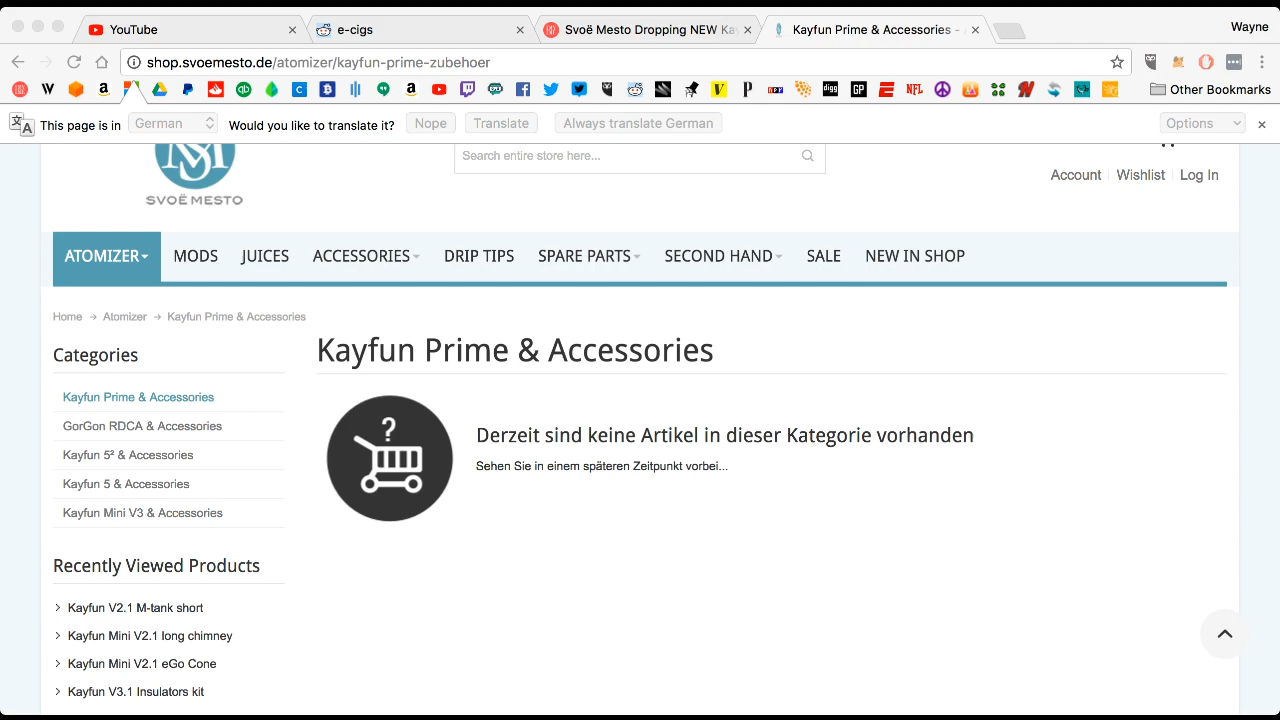 YouTube
e-cigs
Svoë Mesto Dropping NEW Kay
Kayfun Prime & Accessories -
Wayne
shop.svoemesto.de/atomizer/kayfun-prime-zubehoer
Other Bookmarks
This page is in German Would you like to translate it? Nope Translate Always translate German Options
Search entire store here...
SVOË MESTO
Account Wishlist Log In
ATOMIZER MODS JUICES ACCESSORIES DRIP TIPS SPARE PARTS SECOND HAND SALE NEW IN SHOP
Home → Atomizer → Kayfun Prime & Accessories
Categories
Kayfun Prime & Accessories
GorGon RDCA & Accessories
Kayfun 5² & Accessories
Kayfun 5 & Accessories
Kayfun Mini V3 & Accessories
Recently Viewed Products
Kayfun V2.1 M-tank short
Kayfun Mini V2.1 long chimney
Kayfun Mini V2.1 eGo Cone
Kayfun V3.1 Insulators kit
Kayfun Prime & Accessories
?
Derzeit sind keine Artikel in dieser Kategorie vorhanden
Sehen Sie in einem späteren Zeitpunkt vorbei...